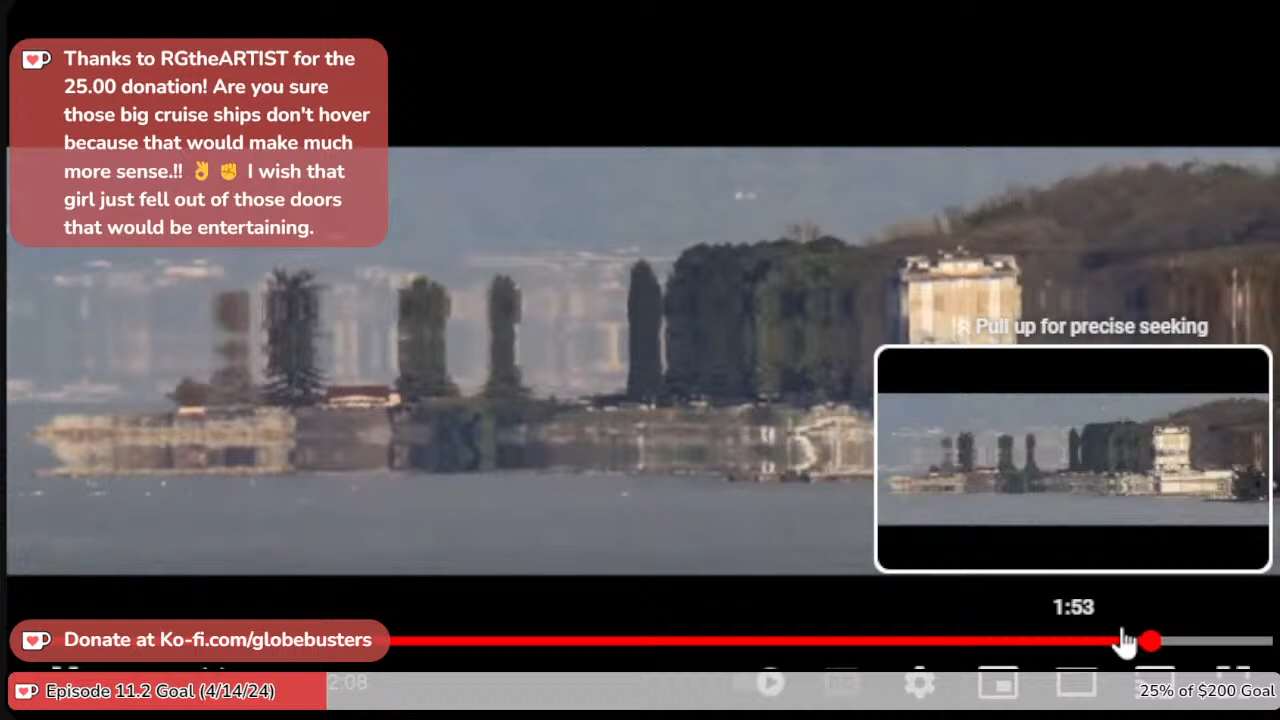 Thanks to RGtheARTIST for the
25.00 donation! Are you sure
those big cruise ships don't hover
because that would make much
more sense.!! 👌 ✊ I wish that
girl just fell out of those doors
that would be entertaining.
Pull up for precise seeking
1:53
Donate at Ko-fi.com/globebusters
2:08
Episode 11.2 Goal (4/14/24)
25% of $200 Goal